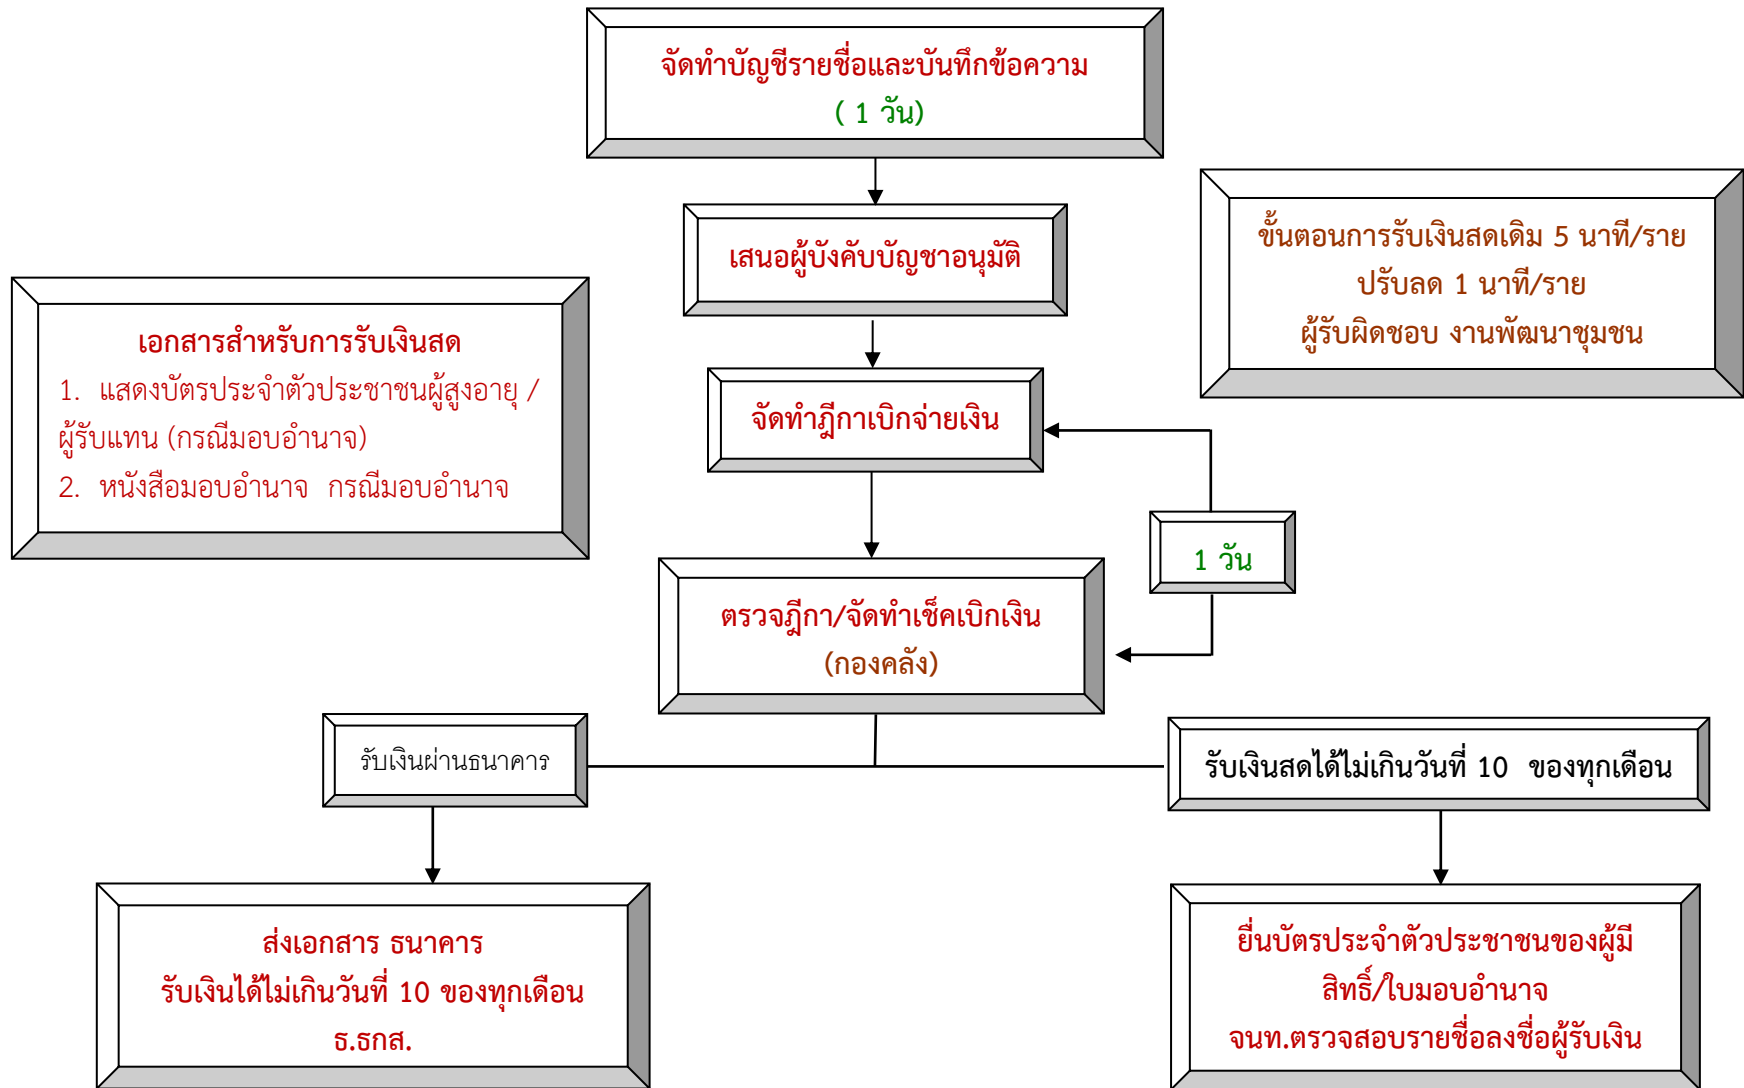 จัดทำบัญชีรายชื่อและบันทึกข้อความ
( 1 วัน)
เสนอผู้บังคับบัญชาอนุมัติ
ขั้นตอนการรับเงินสดเดิม 5 นาที/ราย
ปรับลด 1 นาที/ราย
ผู้รับผิดชอบ งานพัฒนาชุมชน
เอกสารสำหรับการรับเงินสด
1. แสดงบัตรประจำตัวประชาชนผู้สูงอายุ /
ผู้รับแทน (กรณีมอบอำนาจ)
2. หนังสือมอบอำนาจ กรณีมอบอำนาจ
จัดทำฎีกาเบิกจ่ายเงิน
1 วัน
ตรวจฎีกา/จัดทำเช็คเบิกเงิน
(กองคลัง)
รับเงินผ่านธนาคาร
รับเงินสดได้ไม่เกินวันที่ 10 ของทุกเดือน
ส่งเอกสาร ธนาคาร
รับเงินได้ไม่เกินวันที่ 10 ของทุกเดือน
ธ.ธกส.
ยื่นบัตรประจำตัวประชาชนของผู้มี
สิทธิ์/ใบมอบอำนาจ
จนท.ตรวจสอบรายชื่อลงชื่อผู้รับเงิน